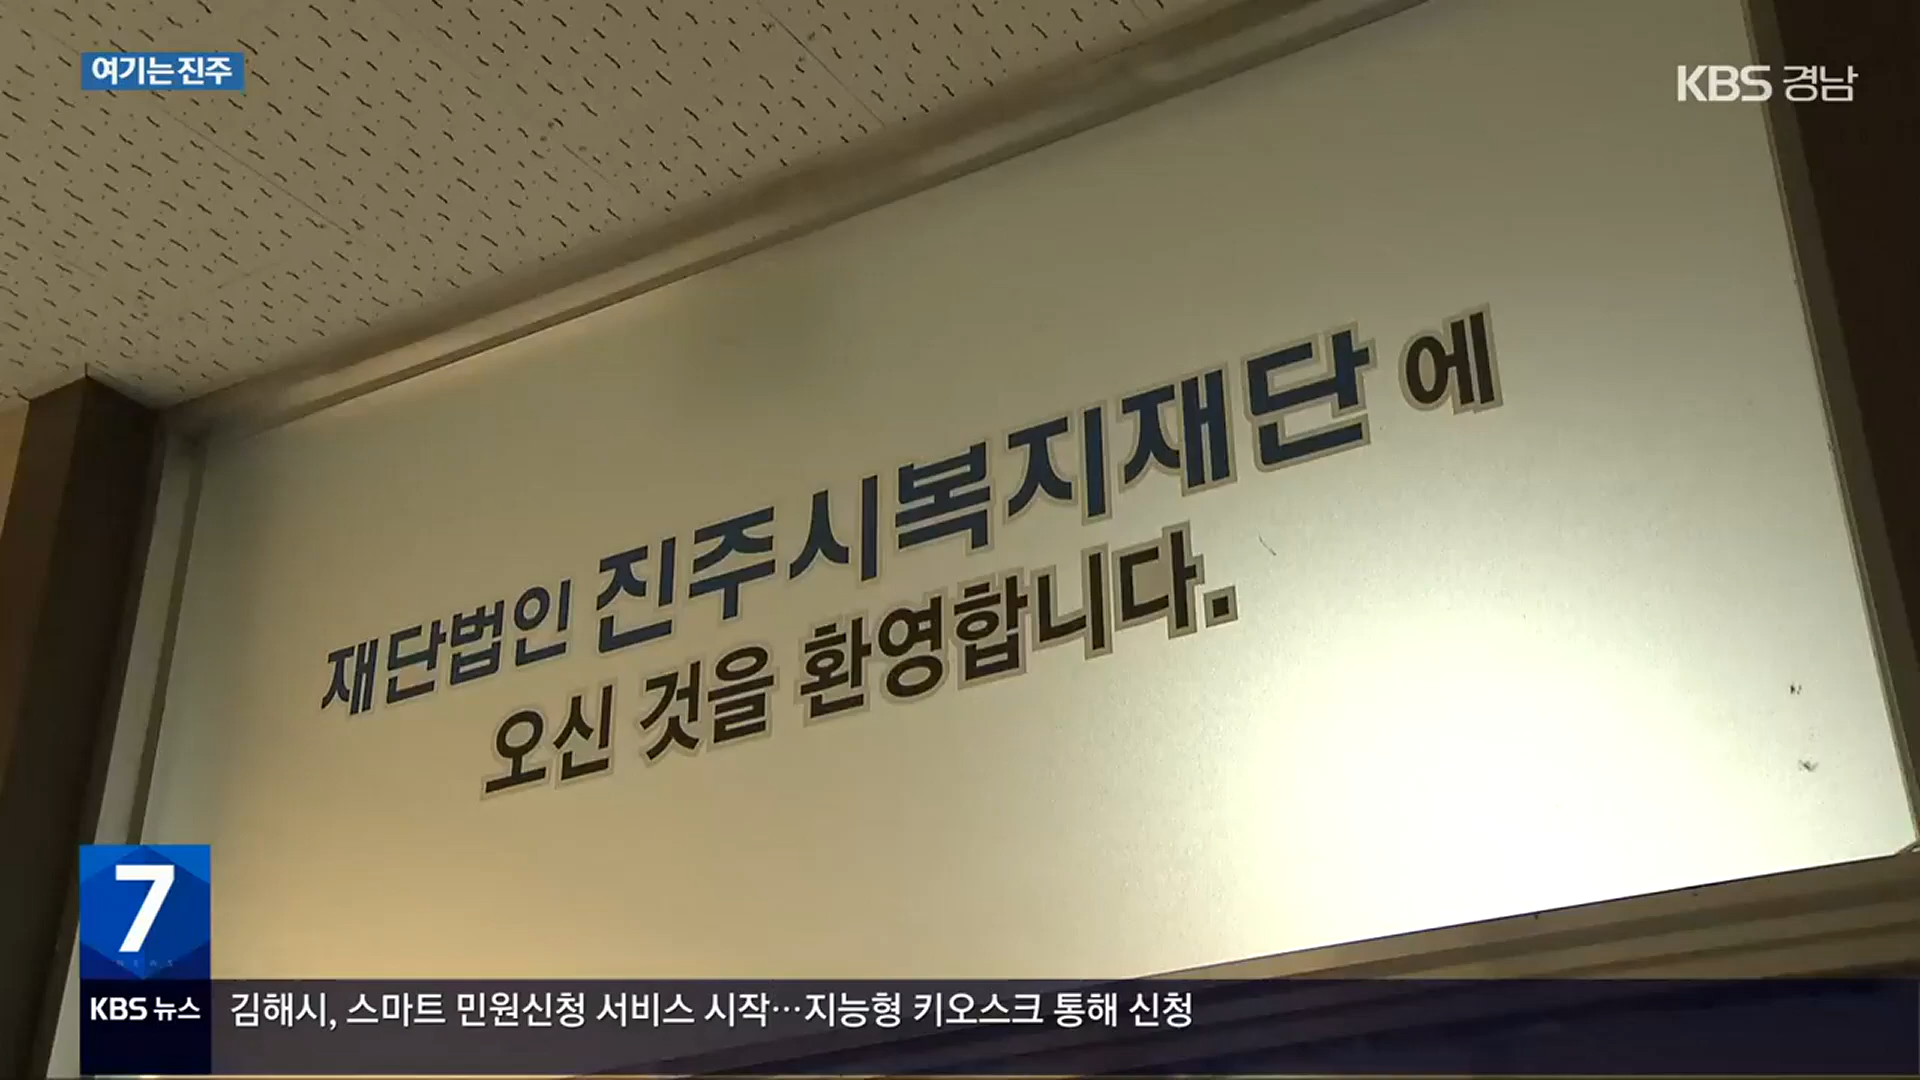 여기는 진주
KBS 경남
재단법인 진주시복지재단 에
오신 것을 환영합니다.
7
NEWS
KBS 뉴스
김해시, 스마트 민원신청 서비스 시작…지능형 키오스크 통해 신청